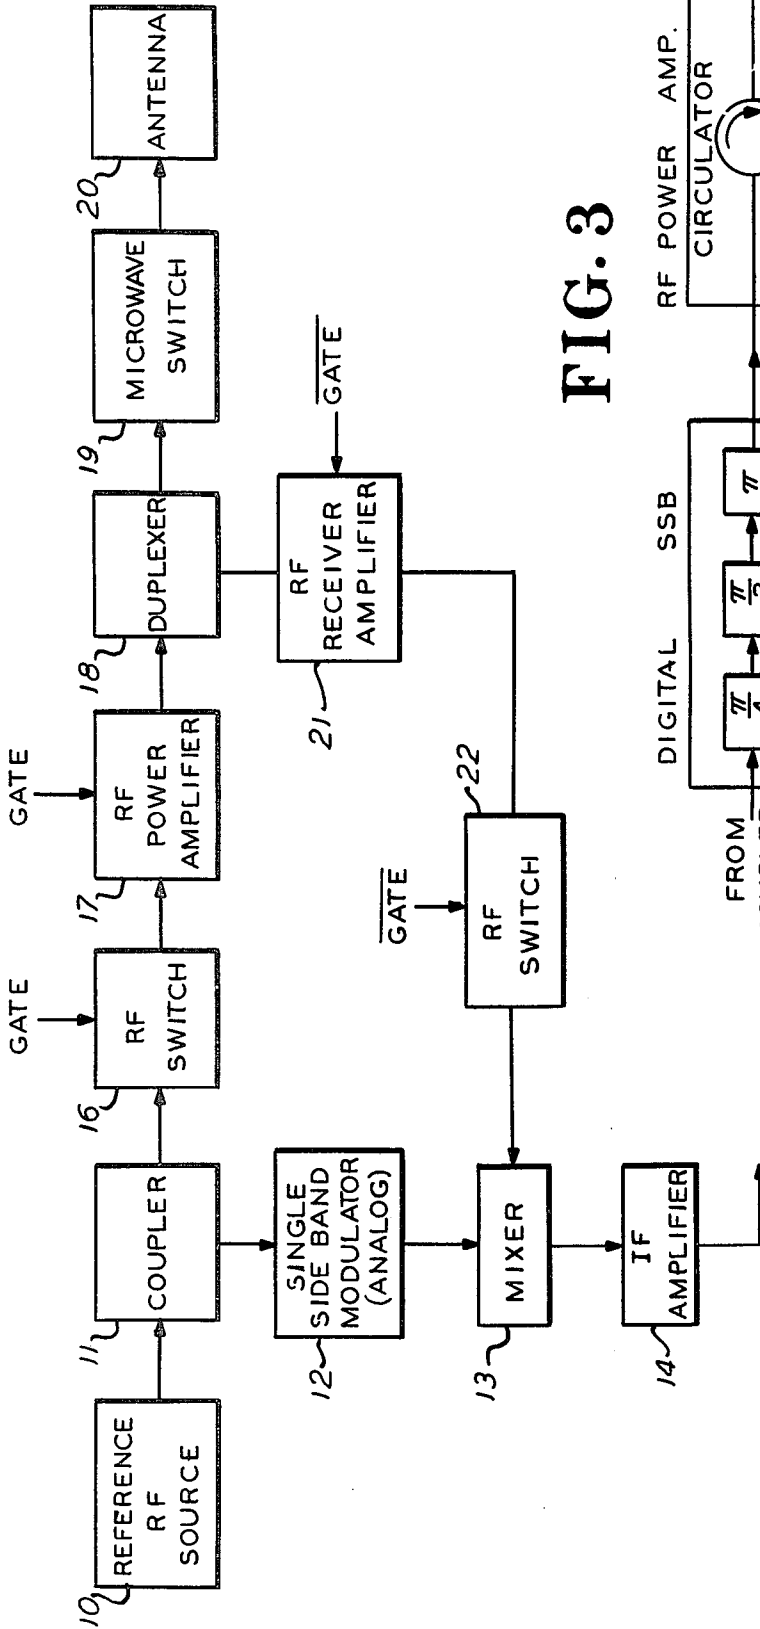 GATE
GATE
10
REFERENCE
RF
SOURCE
11
COUPLER
16
RF
SWITCH
17
RF
POWER
AMPLIFIER
18
DUPLEXER
19
MICROWAVE
SWITCH
20
ANTENNA
12
SINGLE
SIDE BAND
MODULATOR
(ANALOG)
21
RF
RECEIVER
AMPLIFIER
GATE
GATE
13
MIXER
22
RF
SWITCH
14
IF
AMPLIFIER
FIG. 3
DIGITAL SSB
RF POWER AMP.
CIRCULATOR
FROM
π
π
π